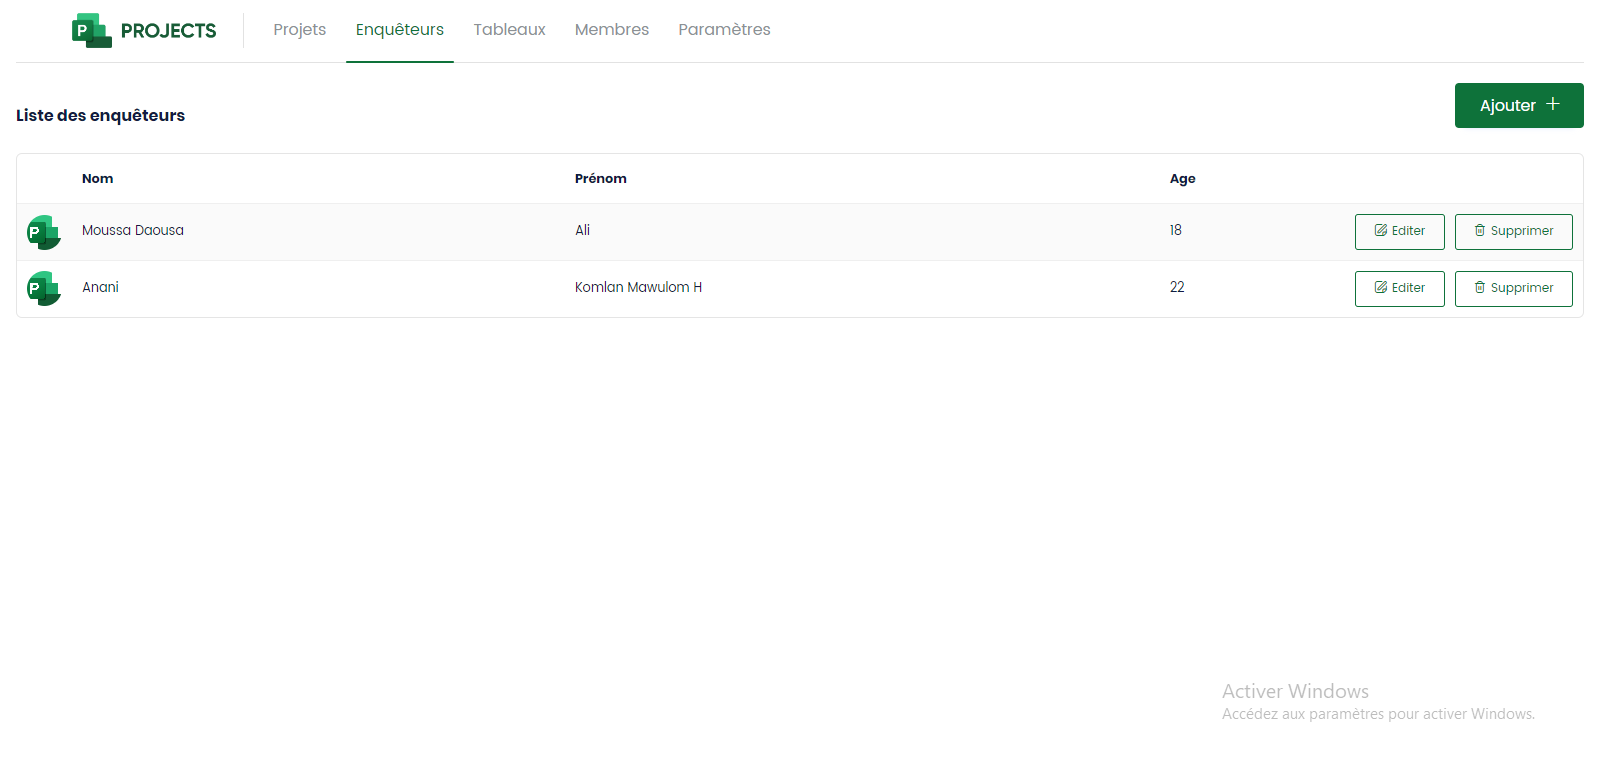 P PROJECTS Projets Enquêteurs Tableaux Membres Paramètres
Liste des enquêteurs Ajouter +
Nom Prénom Age
P Moussa Daousa Ali 18 Editer Supprimer
P Anani Komlan Mawulom H 22 Editer Supprimer
Activer Windows
Accédez aux paramètres pour activer Windows.